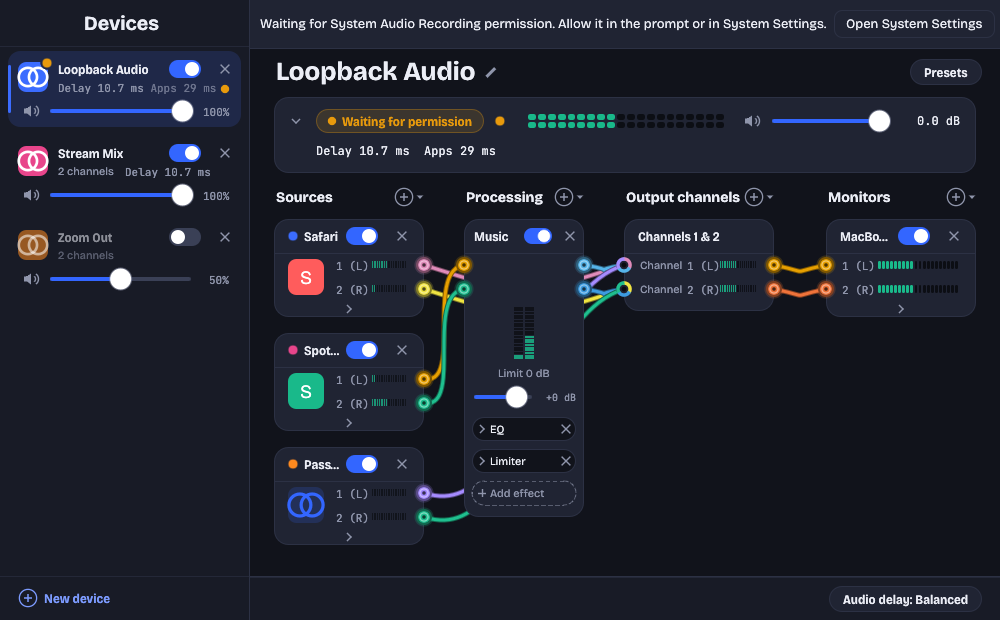 Devices
Waiting for System Audio Recording permission. Allow it in the prompt or in System Settings.
Open System Settings
Loopback Audio
Delay 10.7 ms Apps 29 ms
100%
Stream Mix
2 channels Delay 10.7 ms
100%
Zoom Out
2 channels
50%
New device
Loopback Audio
Presets
Waiting for permission
0.0 dB
Delay 10.7 ms Apps 29 ms
Sources
Processing
Output channels
Monitors
Safari
S
1 (L)
2 (R)
Spot...
S
1 (L)
2 (R)
Pass...
1 (L)
2 (R)
Music
Limit 0 dB
+0 dB
EQ
Limiter
+ Add effect
Channels 1 & 2
Channel 1 (L)
Channel 2 (R)
MacBo...
1 (L)
2 (R)
Audio delay: Balanced